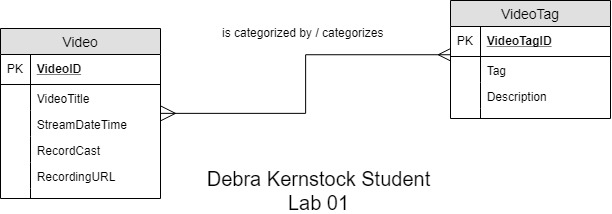 Video
PK VideoID
VideoTitle
StreamDateTime
RecordCast
RecordingURL
is categorized by / categorizes
VideoTag
PK VideoTagID
Tag
Description
Debra Kernstock Student
Lab 01